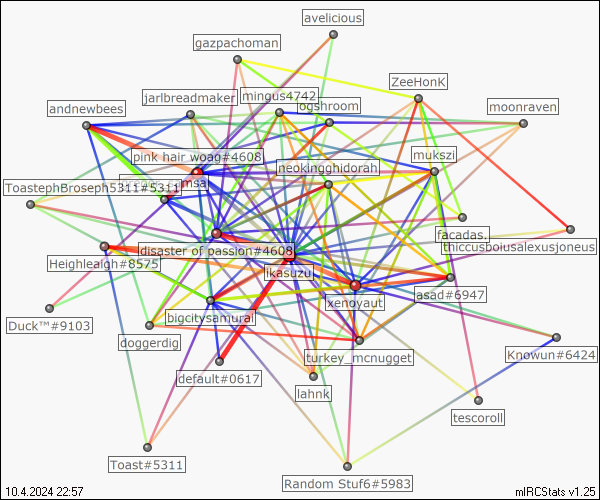 avelicious
gazpachoman
ZeeHonK
jarlbreadmaker
mingus4742
ogshroom
andnewbees
moonraven
pink hair woag#4608
neokingghidorah
mukszi
ToastephBroseph5311#5311
msai
facadas.
thiccusboiusalexusjoneus
disaster of passion#4608
Heighleaigh#8575
ikasuzu
xenoyaut
asad#6947
bigcitysamurai
Duck™#9103
doggerdig
turkey_mcnugget
Knowun#6424
default#0617
lahnk
tescoroll
Toast#5311
Random Stuf6#5983
10.4.2024 22:57
mIRCStats v1.25